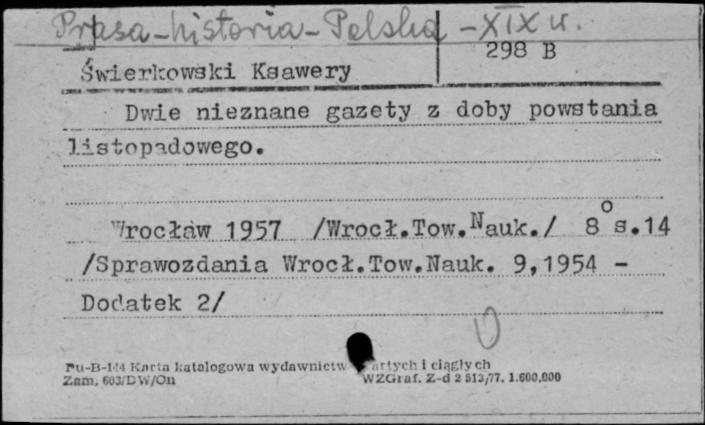 Prasa-historia-Polska -XIX w.
298 B
Świerkowski Ksawery
Dwie nieznane gazety z doby powstania
listopadowego.
Wrocław 1957 /Wrocł.Tow.Nauk./ 8° s.14
/Sprawozdania Wrocł.Tow.Nauk. 9,1954 -
Dodatek 2/
Pu-B-144 Karta katalogowa wydawnictw zwartych i ciągłych
Zam. 603/DW/On WZGraf. Z-d 2 513/77. 1.600.000